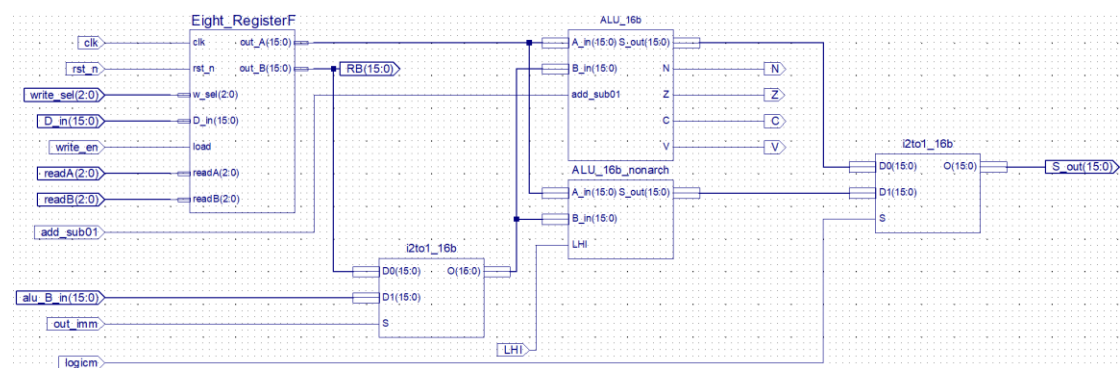 Eight_RegisterF
clk
rst_n
write_sel(2:0)
D_in(15:0)
write_en
readA(2:0)
readB(2:0)
add_sub01
clk
rst_n
w_sel(2:0)
D_in(15:0)
load
readA(2:0)
readB(2:0)
out_A(15:0)
out_B(15:0)
RB(15:0)
ALU_16b
A_in(15:0) S_out(15:0)
B_in(15:0)
add_sub01
N
Z
C
V
N
Z
C
V
ALU_16b_nonarch
A_in(15:0) S_out(15:0)
B_in(15:0)
LHI
i2to1_16b
D0(15:0) O(15:0)
D1(15:0)
S
S_out(15:0)
i2to1_16b
D0(15:0) O(15:0)
D1(15:0)
S
alu_B_in(15:0)
out_imm
LHI
logicm